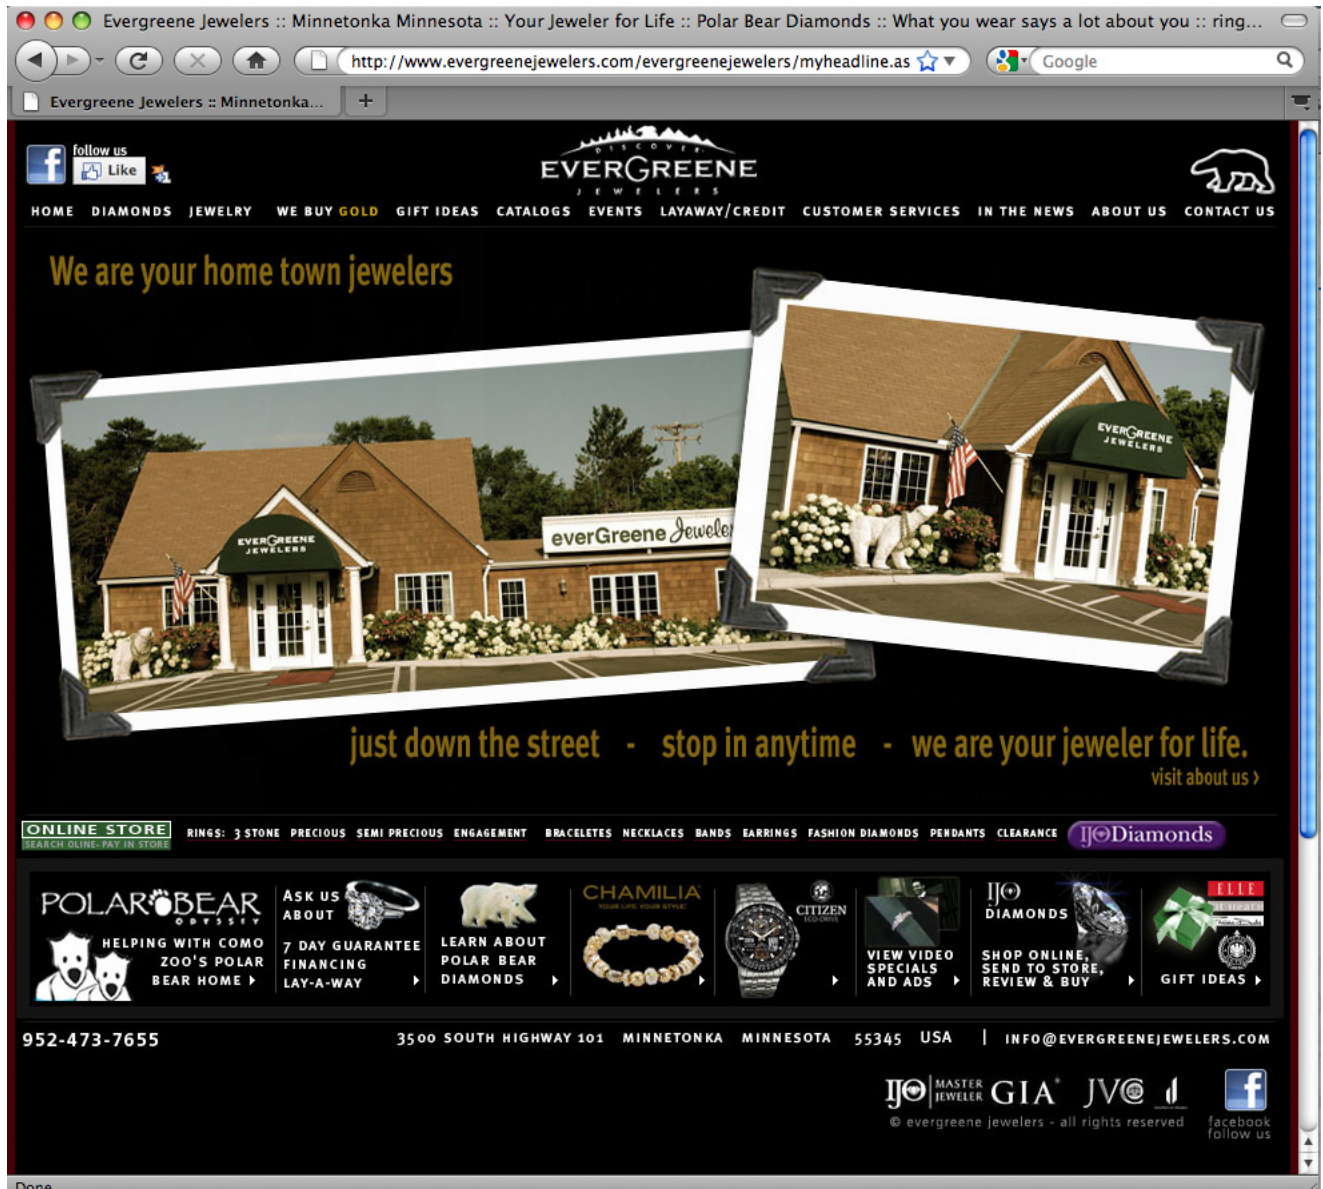 Evergreene Jewelers :: Minnetonka Minnesota :: Your Jeweler for Life :: Polar Bear Diamonds :: What you wear says a lot about you :: ring...
http://www.evergreenejewelers.com/evergreenejewelers/myheadline.as
Google
Evergreene Jewelers :: Minnetonka...
follow us
Like
+1
DISCOVER
EVERGREENE
JEWELERS
HOME DIAMONDS JEWELRY WE BUY GOLD GIFT IDEAS CATALOGS EVENTS LAYAWAY/CREDIT CUSTOMER SERVICES IN THE NEWS ABOUT US CONTACT US
We are your home town jewelers
EVERGREENE
JEWELERS
everGreene Jewele
EVERGREENE
JEWELERS
just down the street - stop in anytime - we are your jeweler for life.
visit about us >
ONLINE STORE
SEARCH OLINE- PAY IN STORE
RINGS: 3 STONE PRECIOUS SEMI PRECIOUS ENGAGEMENT BRACELETES NECKLACES BANDS EARRINGS FASHION DIAMONDS PENDANTS CLEARANCE
IJO Diamonds
POLAR BEAR
ODYSSEY
HELPING WITH COMO
ZOO'S POLAR
BEAR HOME
ASK US
ABOUT
7 DAY GUARANTEE
FINANCING
LAY-A-WAY
LEARN ABOUT
POLAR BEAR
DIAMONDS
CHAMILIA
YOUR LIFE. YOUR STYLE.
CITIZEN
ECO-DRIVE
VIEW VIDEO
SPECIALS
AND ADS
IJO
DIAMONDS
SHOP ONLINE,
SEND TO STORE,
REVIEW & BUY
ELLE
GIFT IDEAS
952-473-7655
3500 SOUTH HIGHWAY 101 MINNETONKA MINNESOTA 55345 USA | INFO@EVERGREENEJEWELERS.COM
IJO MASTER JEWELER GIA JVC
© evergreene jewelers - all rights reserved
facebook
follow us
Done